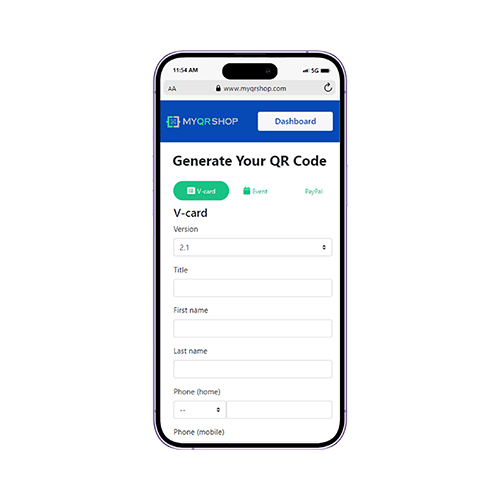 11:54 AM 5G
AA www.myqrshop.com
MYQRSHOP Dashboard
Generate Your QR Code
V-card Event PayPal
V-card
Version
2.1
Title
First name
Last name
Phone (home)
--
Phone (mobile)